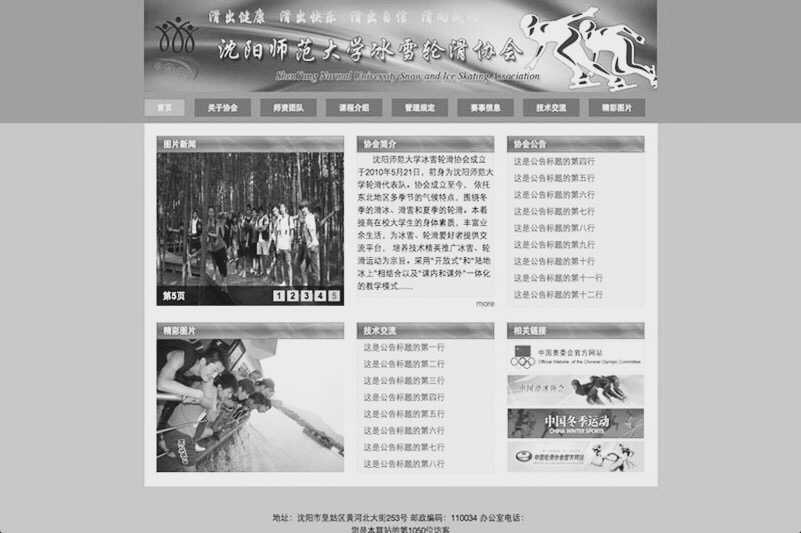 滑出健康 滑出快乐 滑出自信 滑出
沈阳师范大学冰雪轮滑协会
ShenYang Normal University Snow and Ice Skating Association
首页 关于协会 师资团队 课程介绍 管理规定 赛事信息 技术交流 精彩图片
图片新闻
第5页
1 2 3 4 5
协会简介
沈阳师范大学冰雪轮滑协会成立
于2010年5月21日，前身为沈阳师范大
学轮滑代表队。协会成立至今，依托
东北地区多季节的气候特点，围绕冬
季的滑冰、滑雪和夏季的轮滑。本着
提高在校大学生的身体素质，丰富业
余生活，为冰雪、轮滑爱好者提供交
流平台，培养技术精英推广冰雪、轮
滑运动为宗旨。采用"开放式"和"陆地
冰上"相结合以及"课内和课外"一体化
的教学模式......
more
协会公告
这是公告标题的第四行
这是公告标题的第五行
这是公告标题的第六行
这是公告标题的第七行
这是公告标题的第八行
这是公告标题的第九行
这是公告标题的第十行
这是公告标题的第十一行
这是公告标题的第十二行
精彩图片
技术交流
这是公告标题的第一行
这是公告标题的第二行
这是公告标题的第三行
这是公告标题的第四行
这是公告标题的第五行
这是公告标题的第六行
这是公告标题的第七行
这是公告标题的第八行
相关链接
中国奥委会官方网站
Official Website of the Chinese Olympic Committee
中国滑冰协会
中国冬季运动
CHINA WINTER SPORTS
中国轮滑协会官方网站
地址：沈阳市皇姑区黄河北大街253号 邮政编码：110034 办公室电话：
您是本网站的第1050位访客